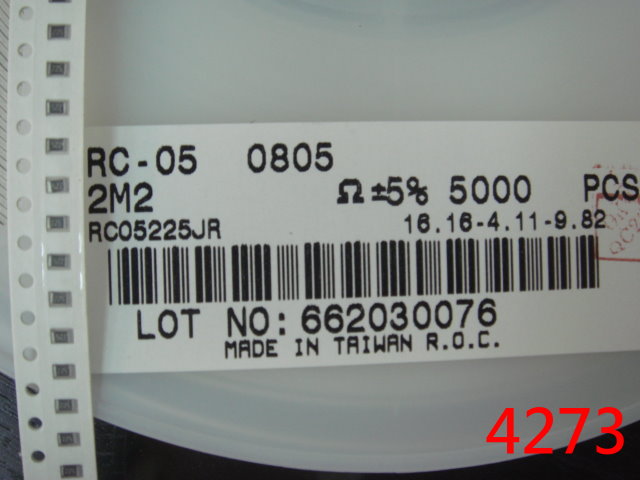 RC-05 0805
2M2 Ω ±5% 5000 PCS
RC05225JR 16.16-4.11-9.82
LOT NO: 662030076
MADE IN TAIWAN R.O.C.
4273